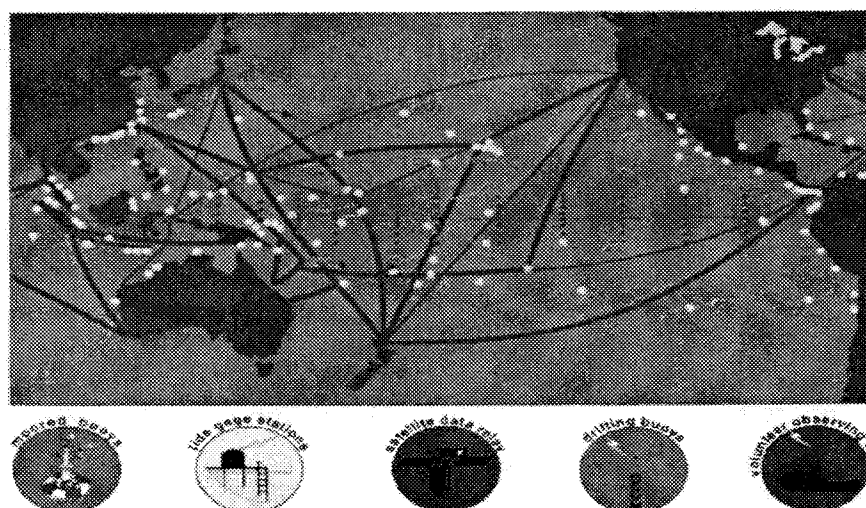 moored buoys
Tide gage stations
satellite data relay
drifting buoys
volunteer observing